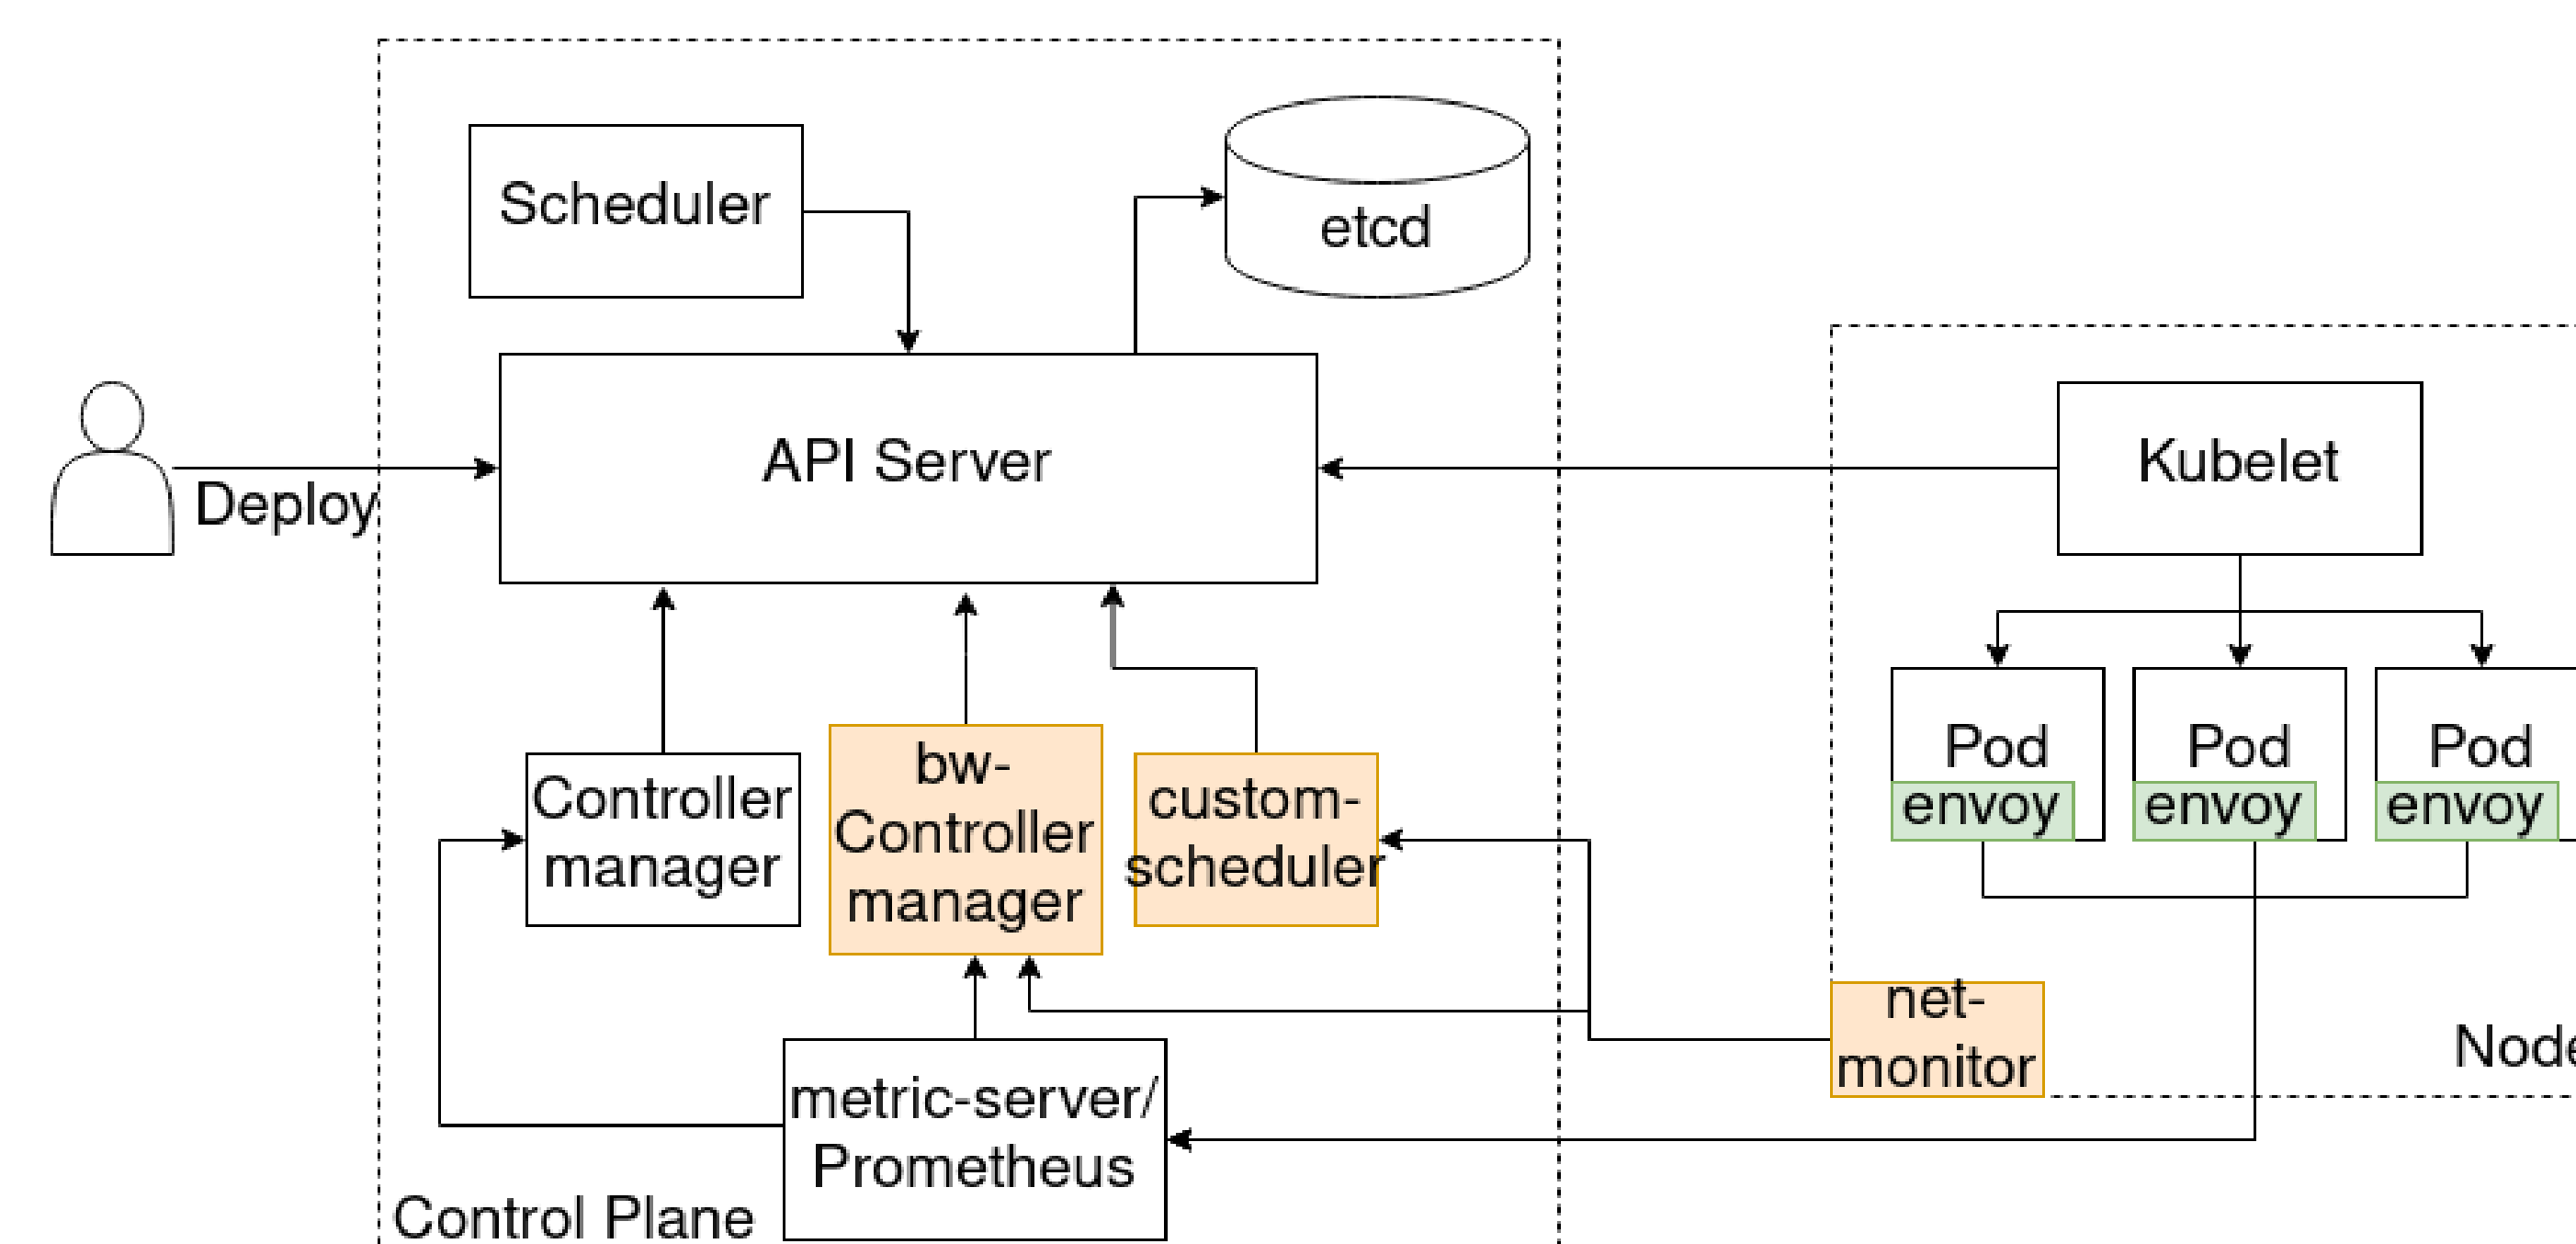 Scheduler
etcd
Deploy
API Server
Kubelet
Controller
manager
bw-
Controller
manager
custom-
scheduler
Pod
envoy
Pod
envoy
Pod
envoy
net-
monitor
metric-server/
Prometheus
Control Plane